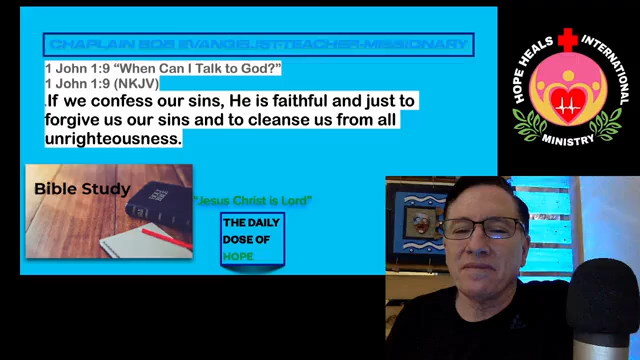 CHAPLAIN BOB EVANGELIST-TEACHER-MISSIONARY
1 John 1:9 “When Can I Talk to God?”
1 John 1:9 (NKJV)
.If we confess our sins, He is faithful and just to
forgive us our sins and to cleanse us from all
unrighteousness.
Bible Study
"Jesus Christ is Lord"
THE DAILY
DOSE OF
HOPE
HOPE HEALS
INTERNATIONAL
MINISTRY